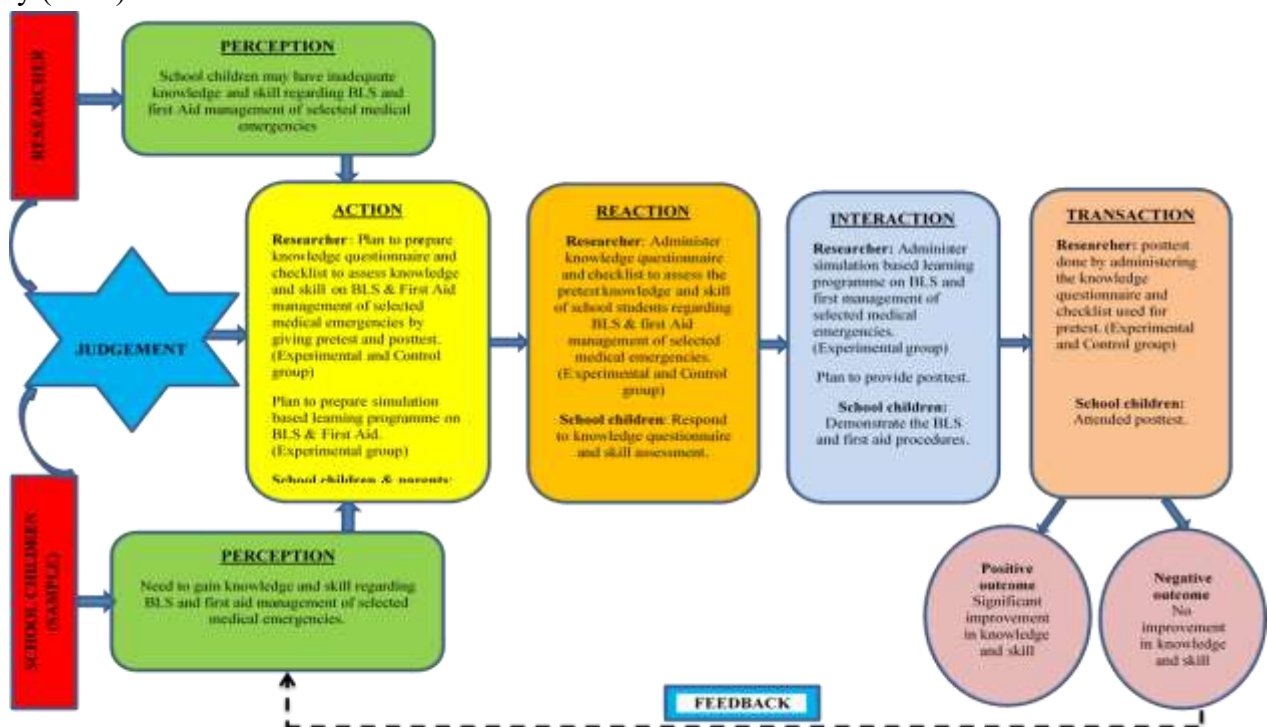 RESEARCHER
PERCEPTION
School children may have inadequate
knowledge and skill regarding BLS and
first Aid management of selected medical
emergencies
JUDGEMENT
ACTION
Researcher: Plan to prepare
knowledge questionnaire and
checklist to assess knowledge
and skill on BLS & First Aid
management of selected
medical emergencies by
giving pretest and posttest.
(Experimental and Control
group)
Plan to prepare simulation
based learning programme on
BLS & First Aid.
(Experimental group)
School children & parents:
REACTION
Researcher: Administer
knowledge questionnaire
and checklist to assess the
pretest knowledge and skill
of school students regarding
BLS & first Aid
management of selected
medical emergencies.
(Experimental and Control
group)
School children: Respond
to knowledge questionnaire
and skill assessment.
INTERACTION
Researcher: Administer
simulation based learning
programme on BLS and
first management of
selected medical
emergencies.
(Experimental group)
Plan to provide posttest.
School children:
Demonstrate the BLS
and first aid procedures.
TRANSACTION
Researcher: posttest
done by administering
the knowledge
questionnaire and
checklist used for
pretest. (Experimental
and Control group)
School children:
Attended posttest.
SCHOOL CHILDREN
(SAMPLE)
PERCEPTION
Need to gain knowledge and skill regarding
BLS and first aid management of selected
medical emergencies.
Positive
outcome
Significant
improvement
in knowledge
and skill
Negative
outcome
No
improvement
in knowledge
and skill
FEEDBACK